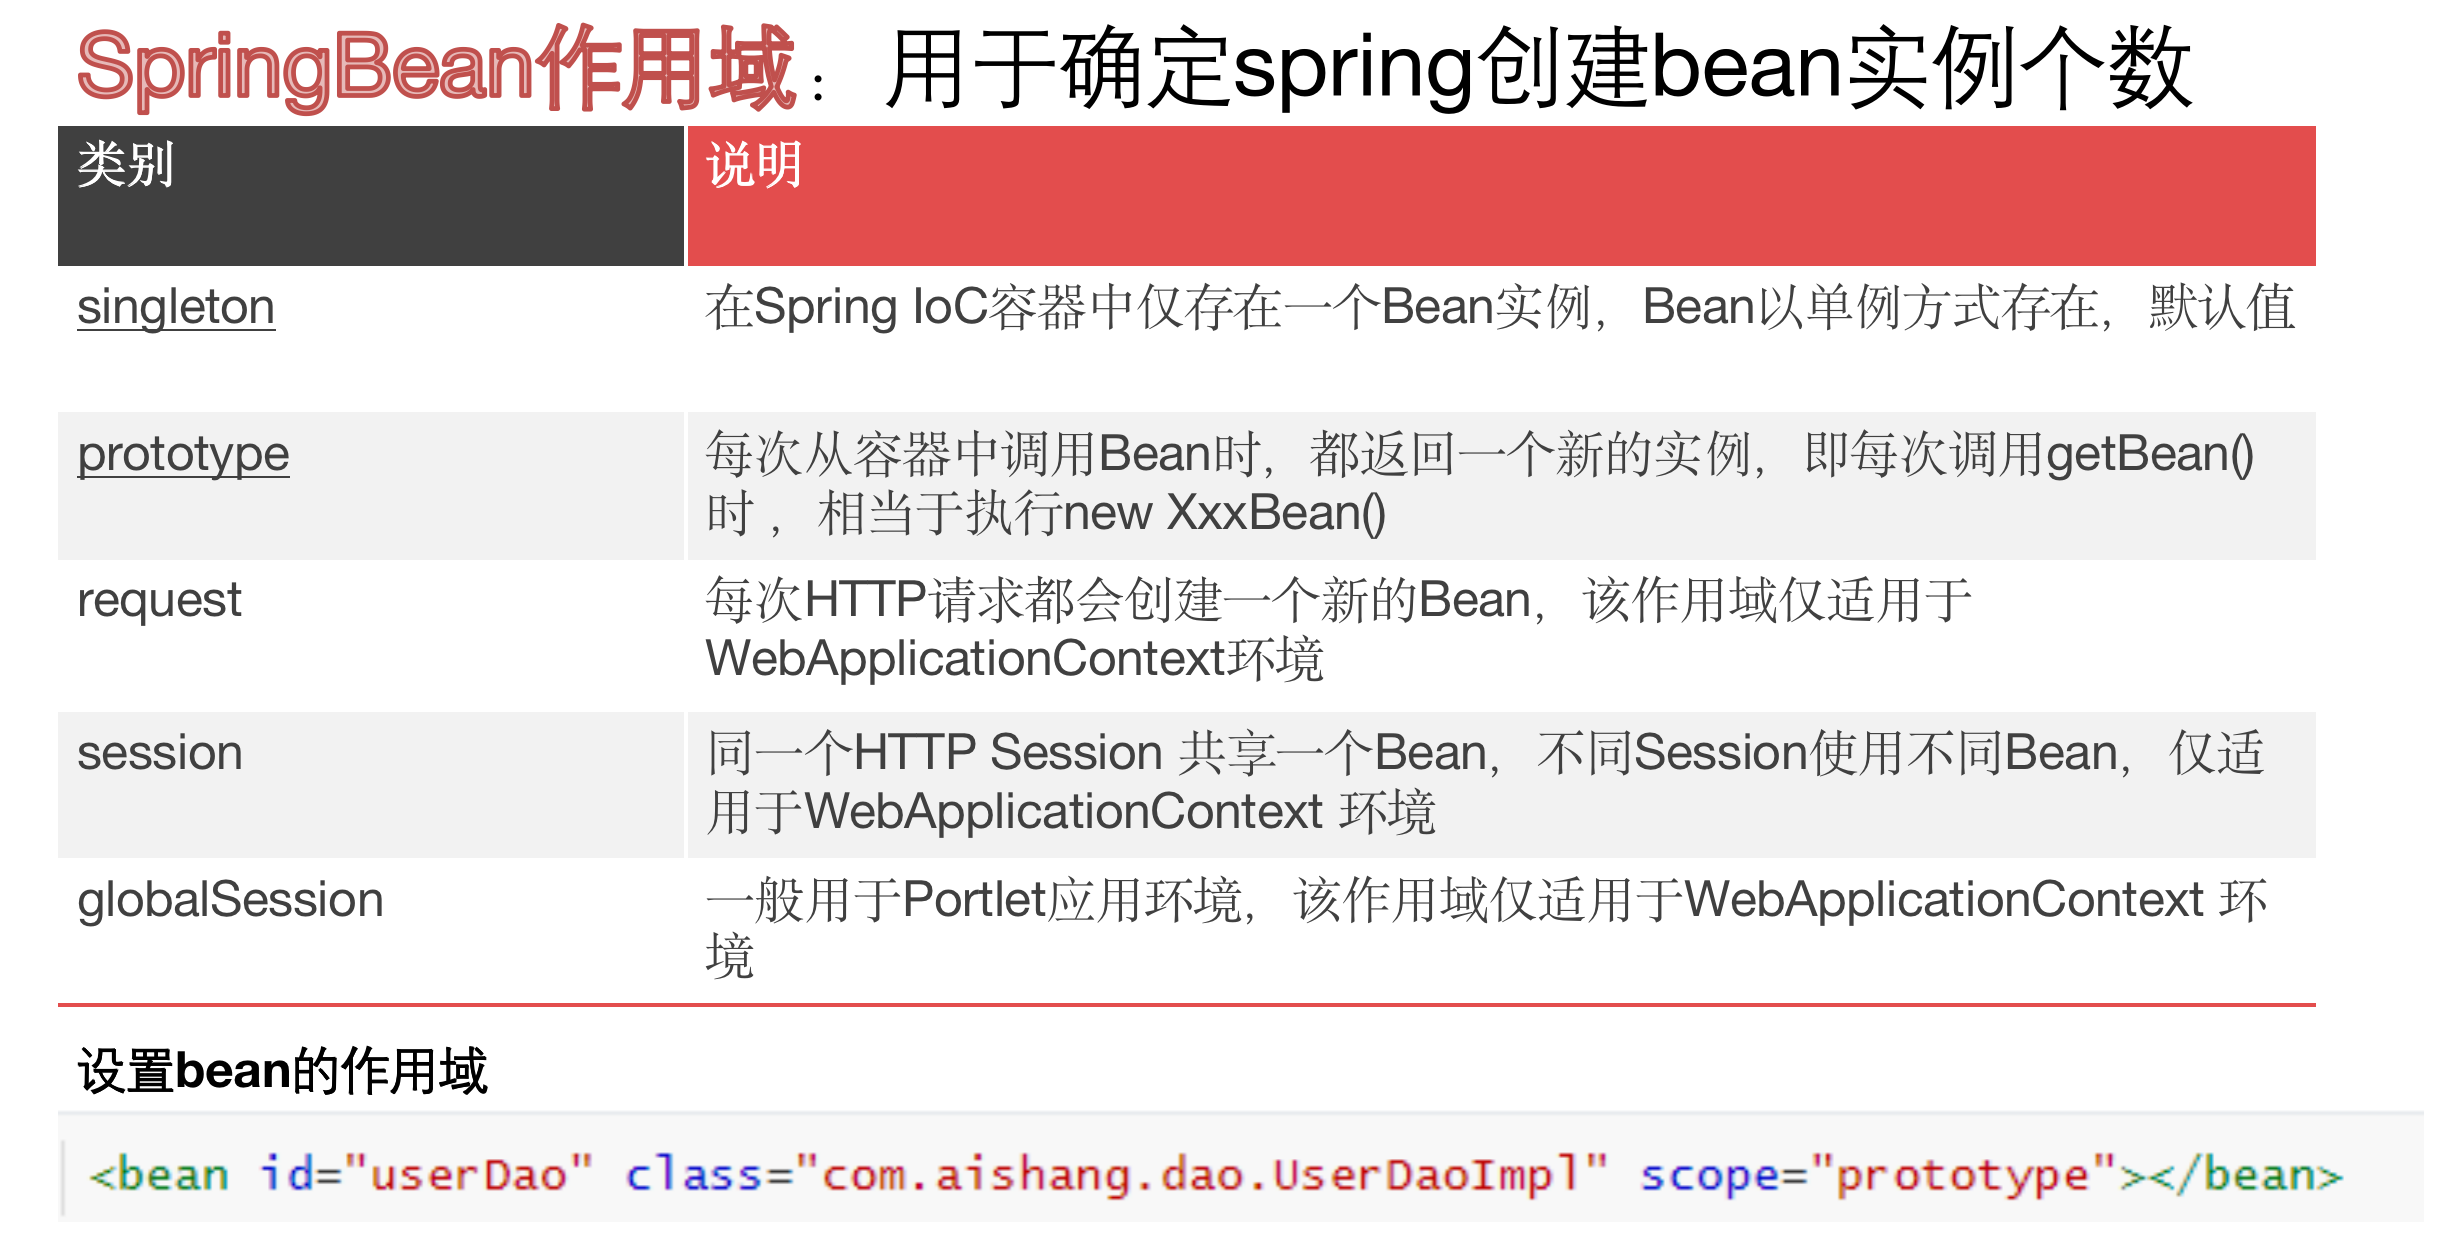 SpringBean作用域：用于确定spring创建bean实例个数
类别 说明
singleton 在Spring IoC容器中仅存在一个Bean实例，Bean以单例方式存在，默认值
prototype 每次从容器中调用Bean时，都返回一个新的实例，即每次调用getBean()
时 ，相当于执行new XxxBean()
request 每次HTTP请求都会创建一个新的Bean，该作用域仅适用于
WebApplicationContext环境
session 同一个HTTP Session 共享一个Bean，不同Session使用不同Bean，仅适
用于WebApplicationContext 环境
globalSession 一般用于Portlet应用环境，该作用域仅适用于WebApplicationContext 环
境
设置bean的作用域
<bean id="userDao" class="com.aishang.dao.UserDaoImpl" scope="prototype"></bean>